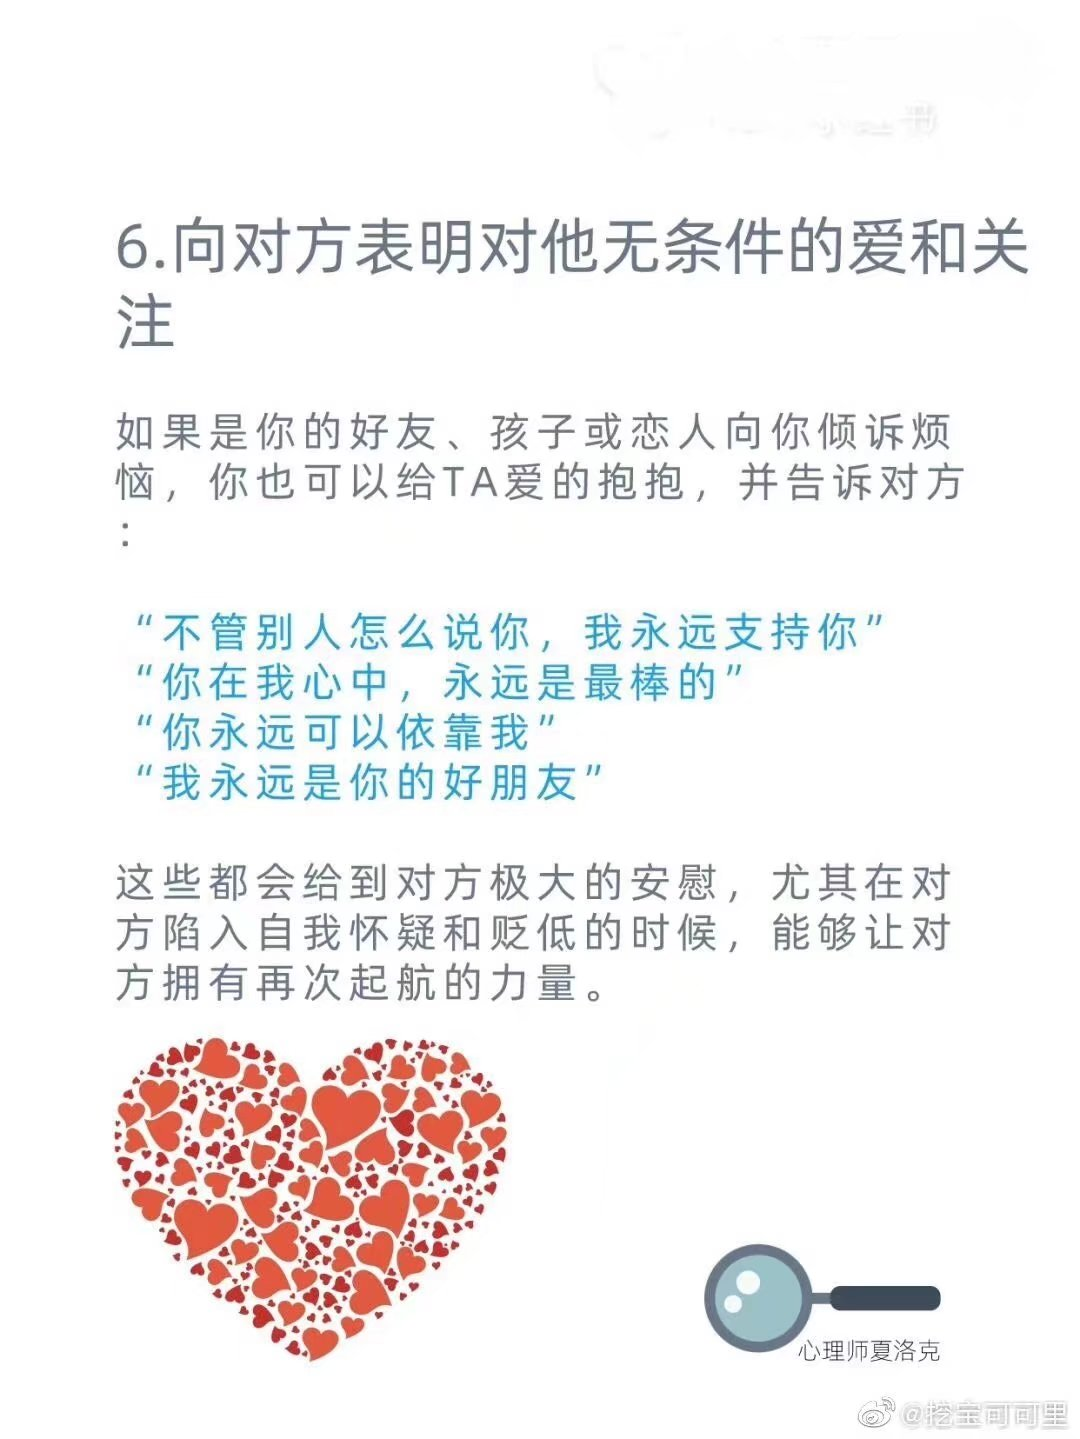 6.向对方表明对他无条件的爱和关
注
如果是你的好友、孩子或恋人向你倾诉烦
恼，你也可以给TA爱的抱抱，并告诉对方
：
“不管别人怎么说你，我永远支持你”
“你在我心中，永远是最棒的”
“你永远可以依靠我”
“我永远是你的好朋友”
这些都会给到对方极大的安慰，尤其在对
方陷入自我怀疑和贬低的时候，能够让对
方拥有再次起航的力量。
心理师夏洛克
@挖宝可可里